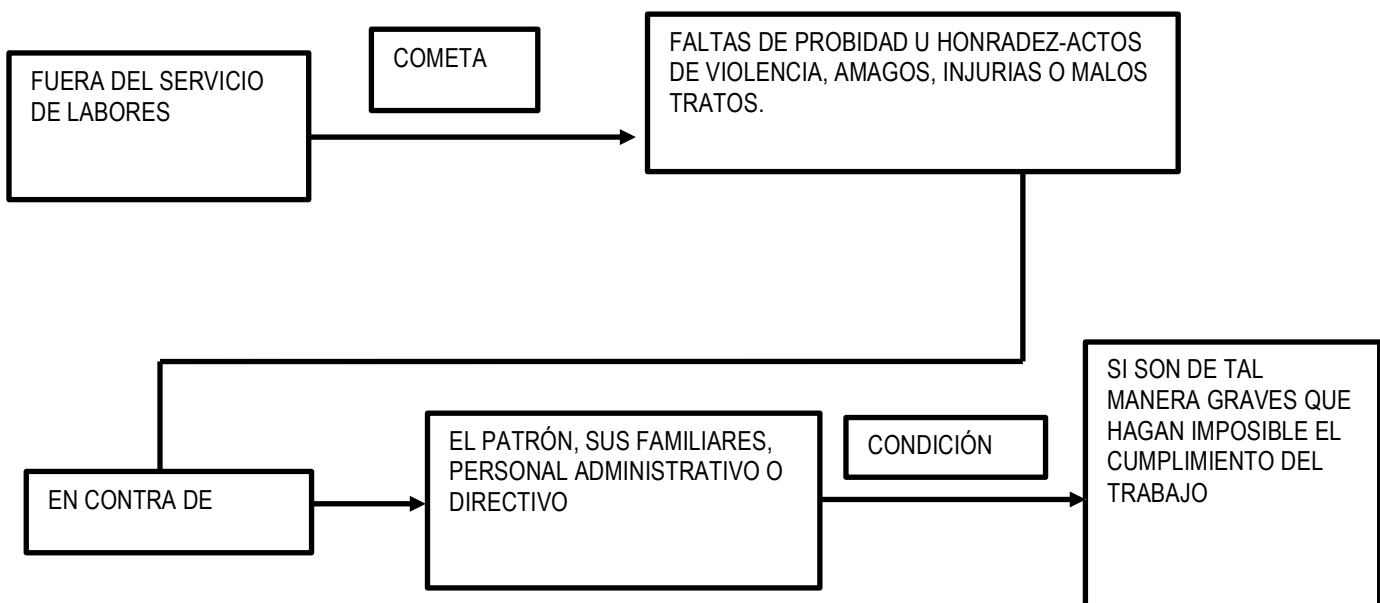 FUERA DEL SERVICIO
DE LABORES
COMETA
FALTAS DE PROBIDAD U HONRADEZ-ACTOS
DE VIOLENCIA, AMAGOS, INJURIAS O MALOS
TRATOS.
EN CONTRA DE
EL PATRÓN, SUS FAMILIARES,
PERSONAL ADMINISTRATIVO O
DIRECTIVO
CONDICIÓN
SI SON DE TAL
MANERA GRAVES QUE
HAGAN IMPOSIBLE EL
CUMPLIMIENTO DEL
TRABAJO